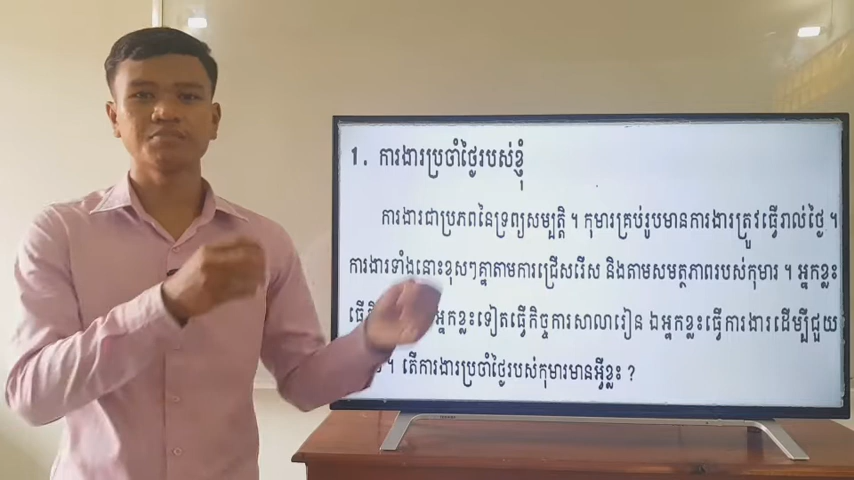 1. ការងារប្រចាំថ្ងៃរបស់ខ្ញុំ
ការងារជាប្រភពនៃទ្រព្យសម្បត្តិ។ កុមារគ្រប់រូបមានការងារត្រូវធ្វើរាល់ថ្ងៃ។
ការងារទាំងនោះខុសៗគ្នាតាមការជ្រើសរើស និងតាមសមត្ថភាពរបស់កុមារ។ អ្នកខ្លះ
ធ្វើ អ្នកខ្លះទៀតធ្វើកិច្ចការសាលារៀន ឯអ្នកខ្លះធ្វើការងារដើម្បីជួយ
។ តើការងារប្រចាំថ្ងៃរបស់កុមារមានអ្វីខ្លះ ?